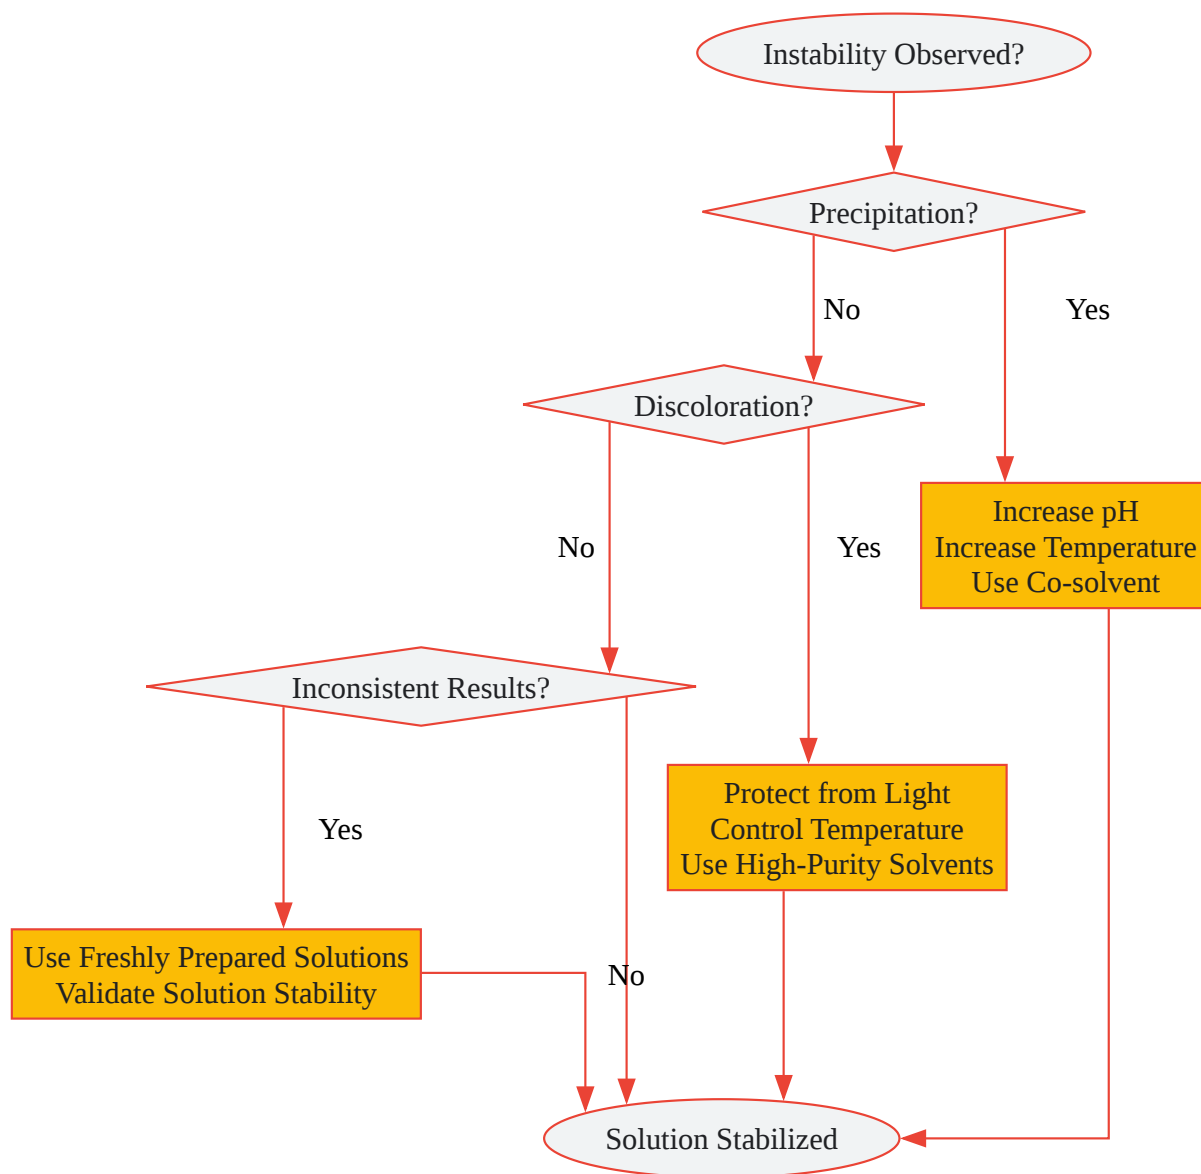 Instability Observed?
Precipitation?
No
Yes
Discoloration?
Increase pH
Increase Temperature
Use Co-solvent
No
Yes
Inconsistent Results?
Protect from Light
Control Temperature
Use High-Purity Solvents
Yes
Use Freshly Prepared Solutions
Validate Solution Stability
No
Solution Stabilized